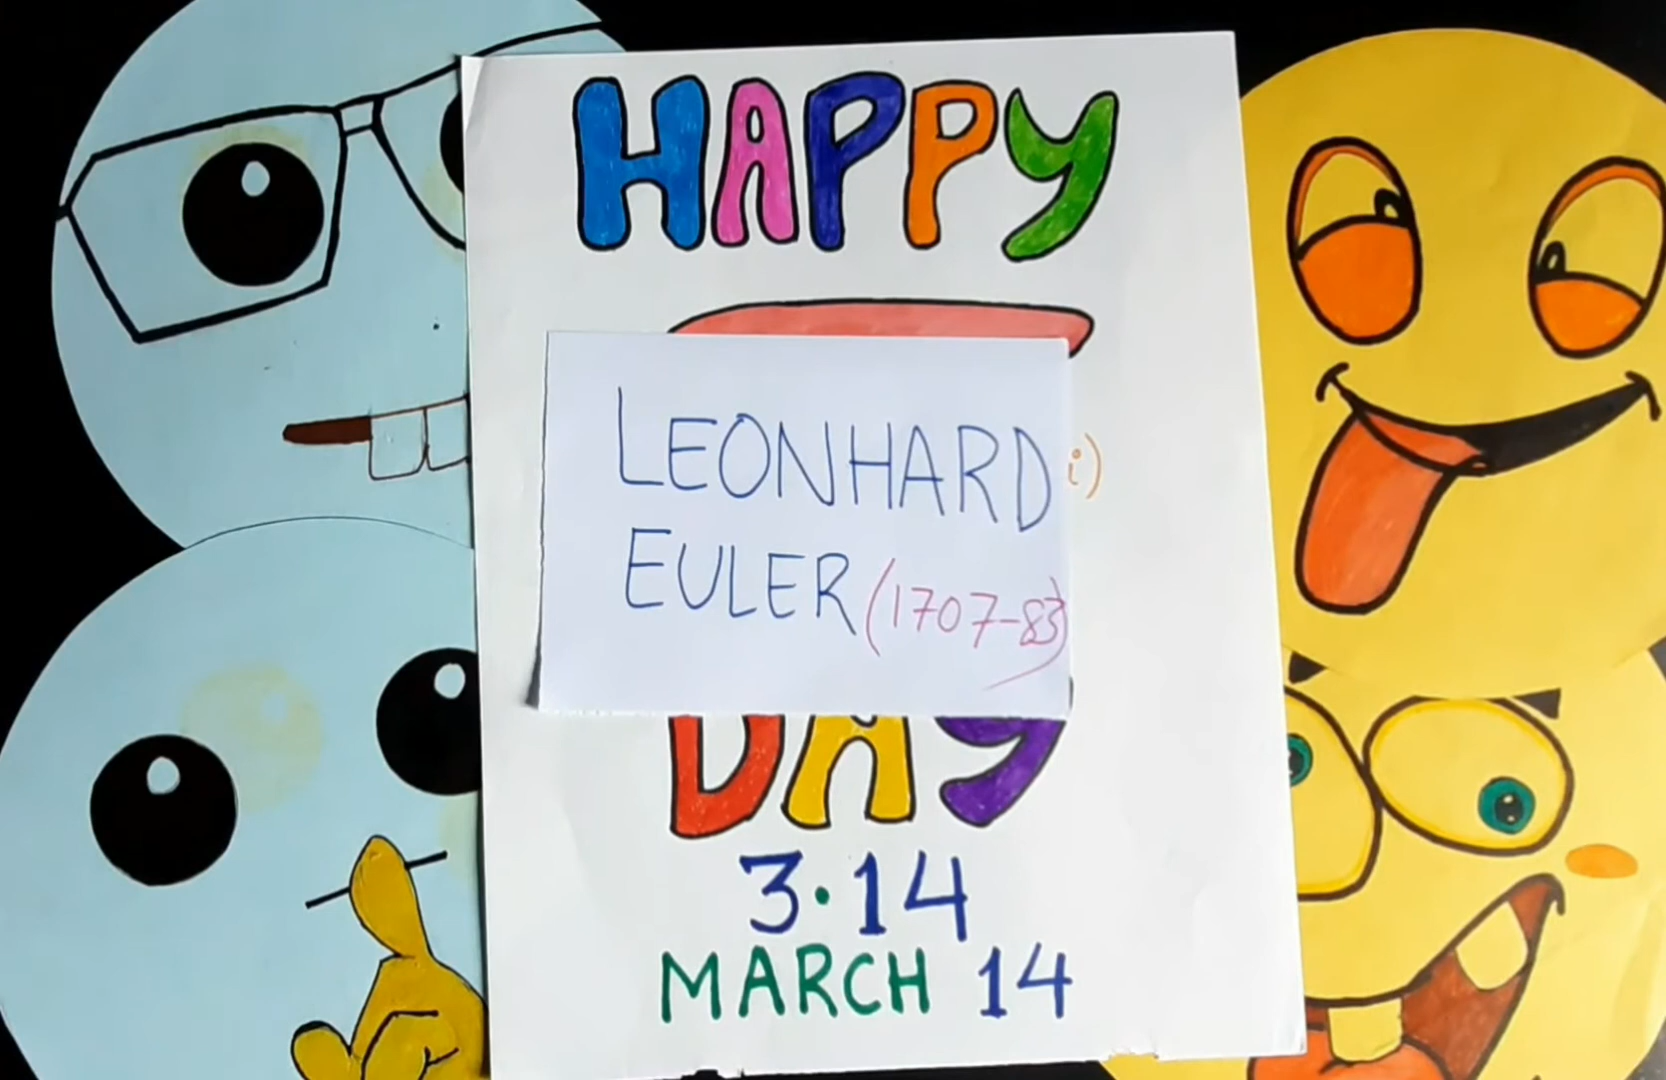 HAPPY
LEONHARD i)
EULER (1707-83)
DAY
3.14
MARCH 14